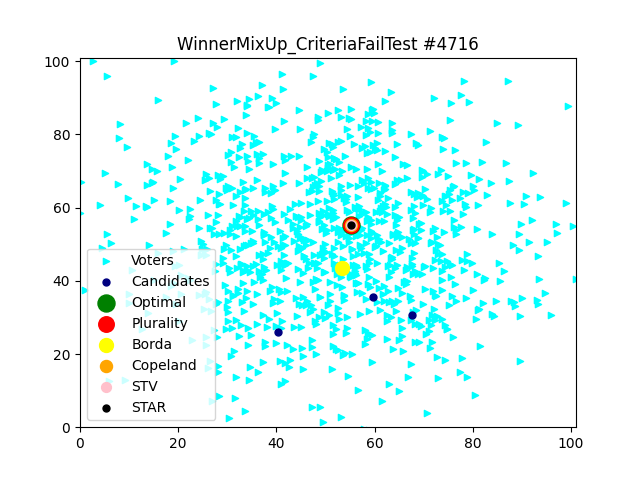 WinnerMixUp_CriteriaFailTest #4716
100
80
60
40
20
0
Voters
Candidates
Optimal
Plurality
Borda
Copeland
STV
STAR
0 20 40 60 80 100